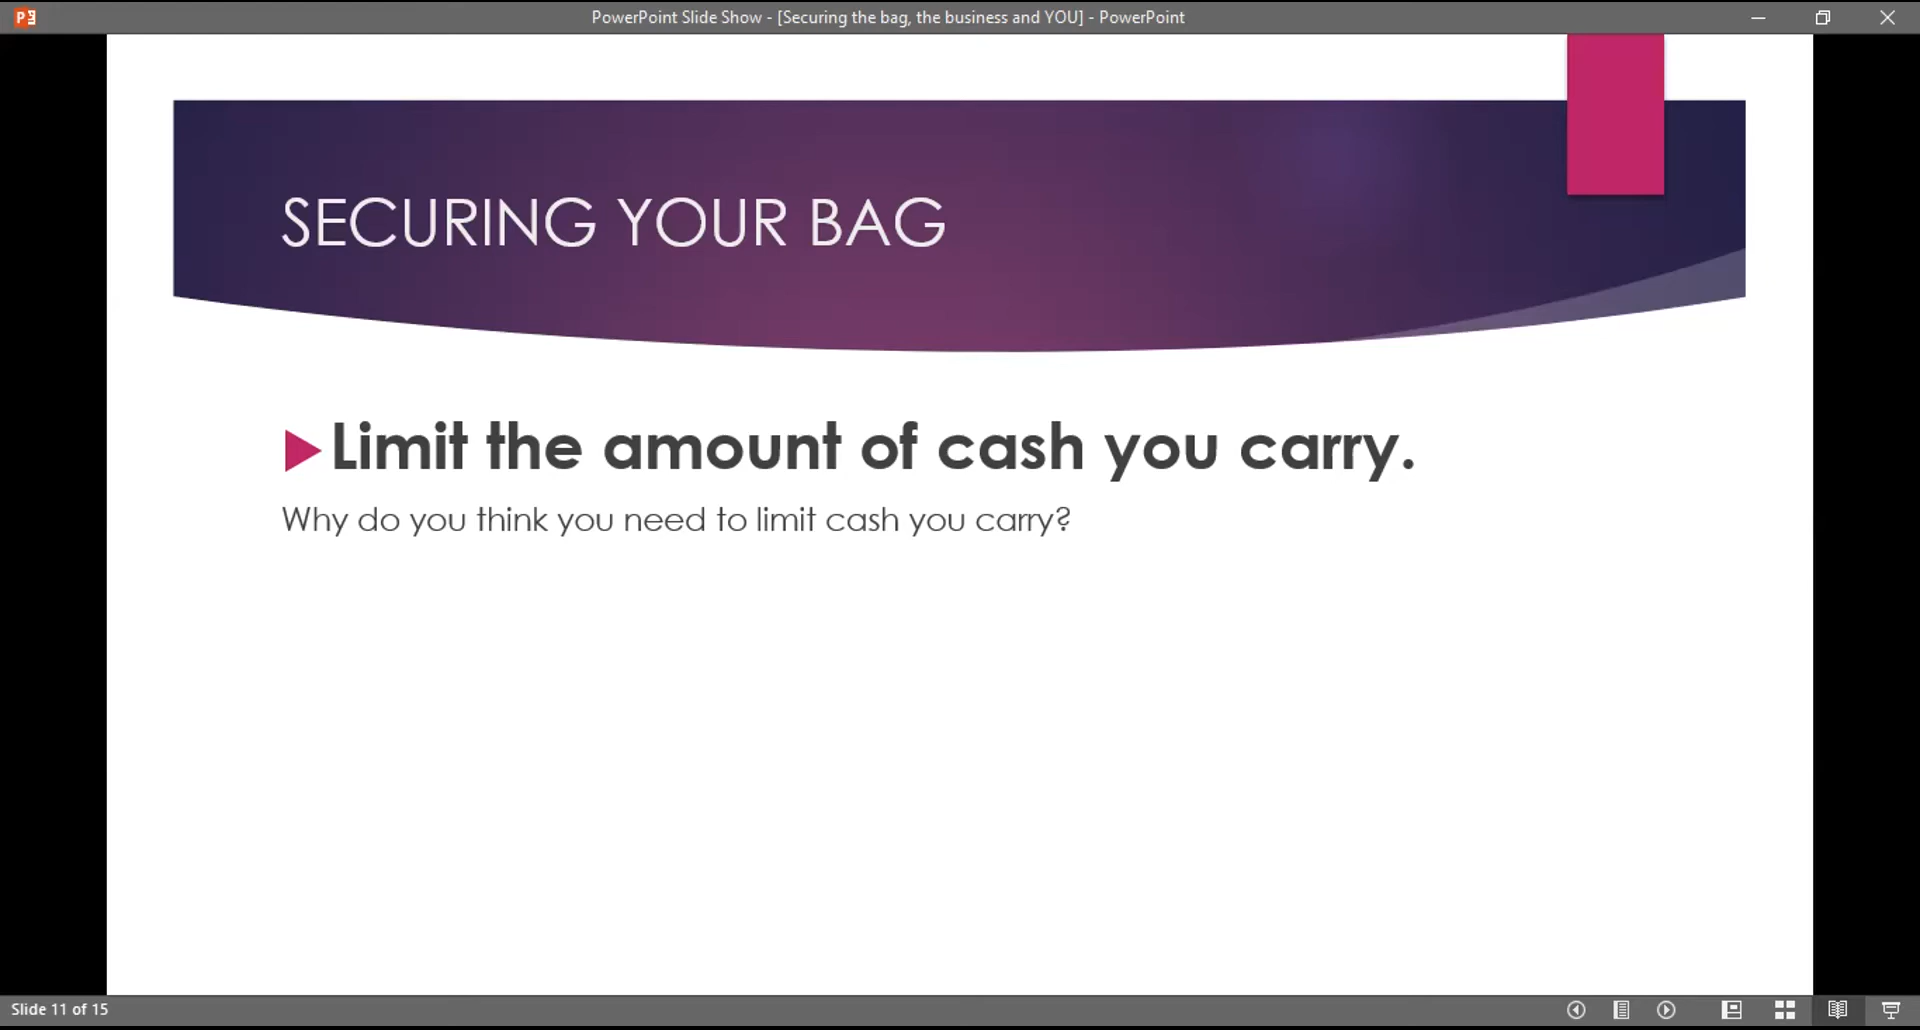 PowerPoint Slide Show - [Securing the bag, the business and YOU] - PowerPoint
SECURING YOUR BAG
Limit the amount of cash you carry.
Why do you think you need to limit cash you carry?
Slide 11 of 15